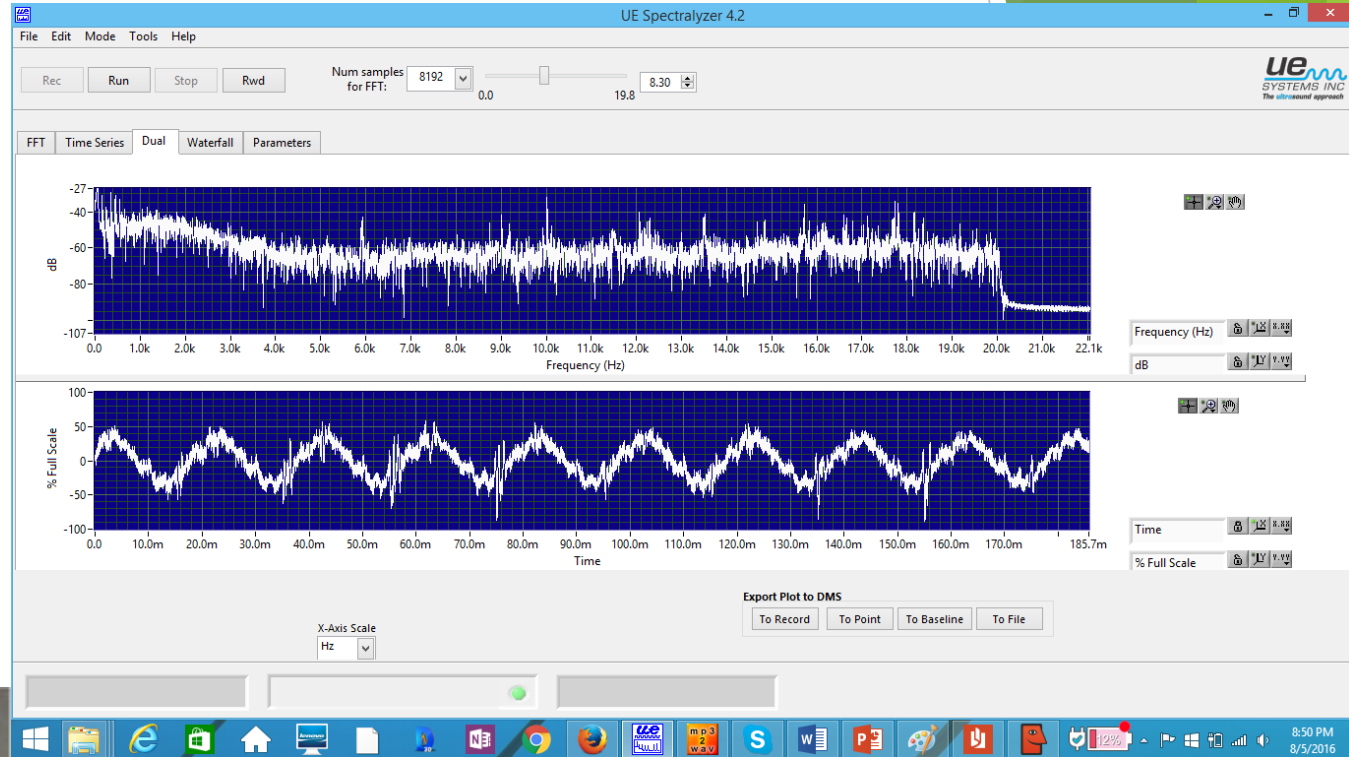 UE Spectralyzer 4.2
File Edit Mode Tools Help
Rec Run Stop Rwd
Num samples for FFT: 8192
0.0 19.8 8.30
ue
SYSTEMS INC
The ultrasound approach
FFT Time Series Dual Waterfall Parameters
-27
-40
-60
-80
-107
dB
0.0 1.0k 2.0k 3.0k 4.0k 5.0k 6.0k 7.0k 8.0k 9.0k 10.0k 11.0k 12.0k 13.0k 14.0k 15.0k 16.0k 17.0k 18.0k 19.0k 20.0k 21.0k 22.1k
Frequency (Hz)
Frequency (Hz)
dB
100
50
0
-50
-100
% Full Scale
0.0 10.0m 20.0m 30.0m 40.0m 50.0m 60.0m 70.0m 80.0m 90.0m 100.0m 110.0m 120.0m 130.0m 140.0m 150.0m 160.0m 170.0m 185.7m
Time
Time
% Full Scale
Export Plot to DMS
To Record To Point To Baseline To File
X-Axis Scale
Hz
ue
mp3
2
wav
12%
8:50 PM
8/5/2016